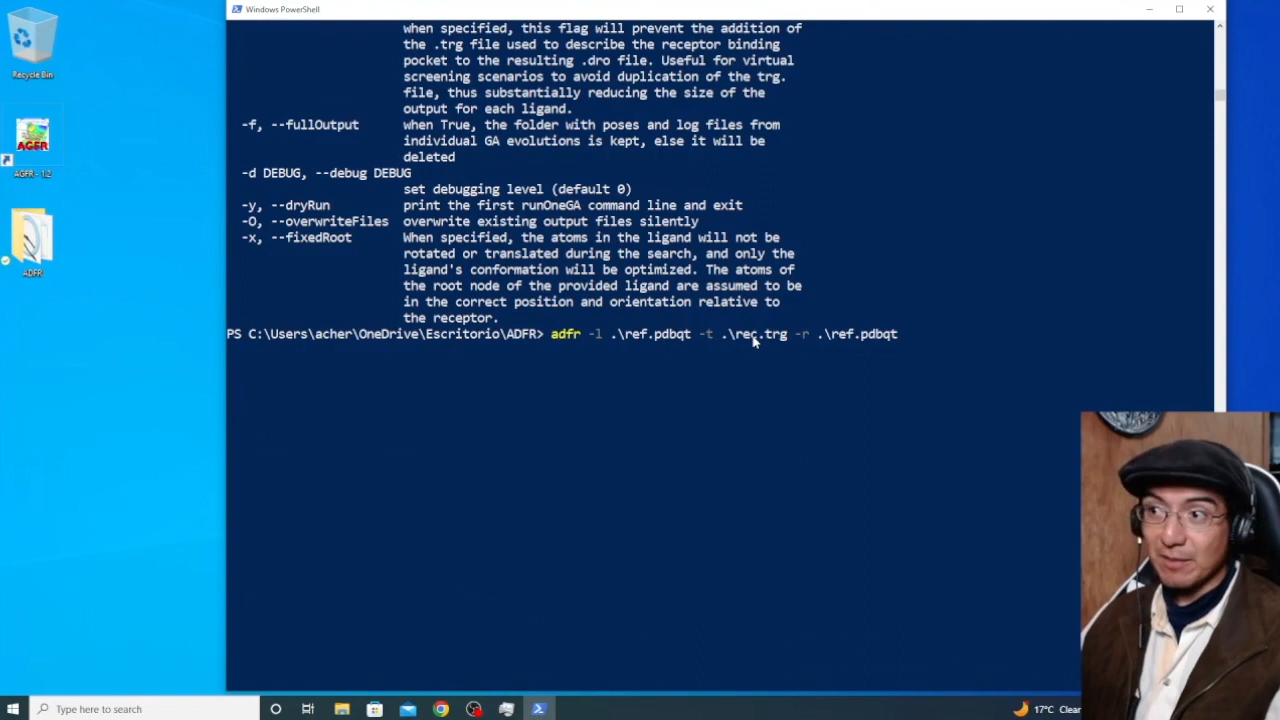 Windows PowerShell
Recycle Bin
AGFR
AGFR - 1.2
ADFR
when specified, this flag will prevent the addition of
the .trg file used to describe the receptor binding
pocket to the resulting .dro file. Useful for virtual
screening scenarios to avoid duplication of the trg.
file, thus substantially reducing the size of the
output for each ligand.
-f, --fullOutput when True, the folder with poses and log files from
individual GA evolutions is kept, else it will be
deleted
-d DEBUG, --debug DEBUG
set debugging level (default 0)
-y, --dryRun print the first runOneGA command line and exit
-O, --overwriteFiles overwrite existing output files silently
-x, --fixedRoot When specified, the atoms in the ligand will not be
rotated or translated during the search, and only the
ligand's conformation will be optimized. The atoms of
the root node of the provided ligand are assumed to be
in the correct position and orientation relative to
the receptor.
PS C:\Users\acher\OneDrive\Escritorio\ADFR> adfr -l .\ref.pdbqt -t .\rec.trg -r .\ref.pdbqt
Type here to search
17°C Clear